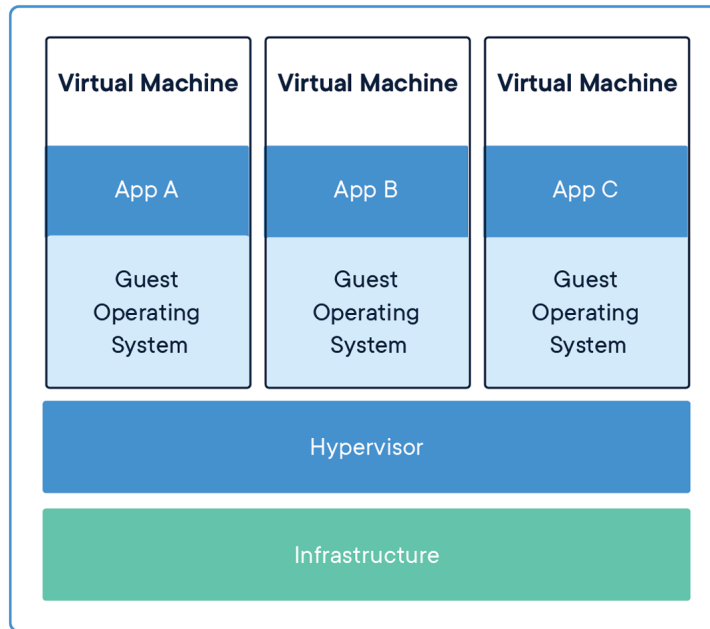 Virtual Machine
Virtual Machine
Virtual Machine
App A
App B
App C
Guest
Operating
System
Guest
Operating
System
Guest
Operating
System
Hypervisor
Infrastructure